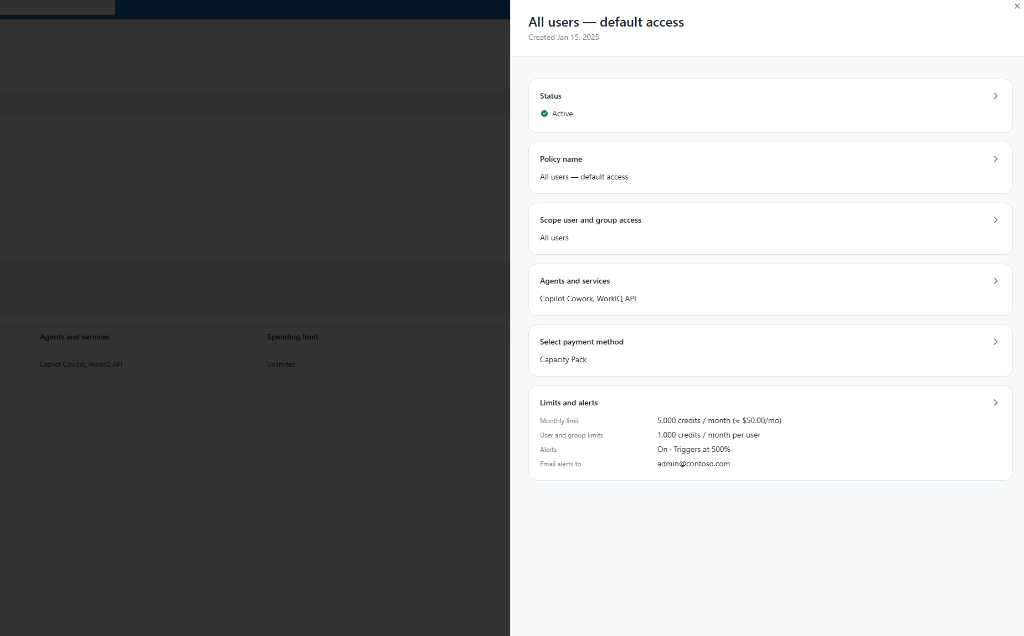 All users — default access
Created Jan 15, 2025
Status
Active
Policy name
All users — default access
Scope user and group access
All users
Agents and services
Copilot Cowork, WorkIQ API
Select payment method
Capacity Pack
Limits and alerts
Monthly limit 5,000 credits / month (≈ $50.00/mo)
User and group limits 1,000 credits / month per user
Alerts On · Triggers at 500%
Email alerts to admin@contoso.com
Agents and services Spending limit
Copilot Cowork, WorkIQ API Unlimited